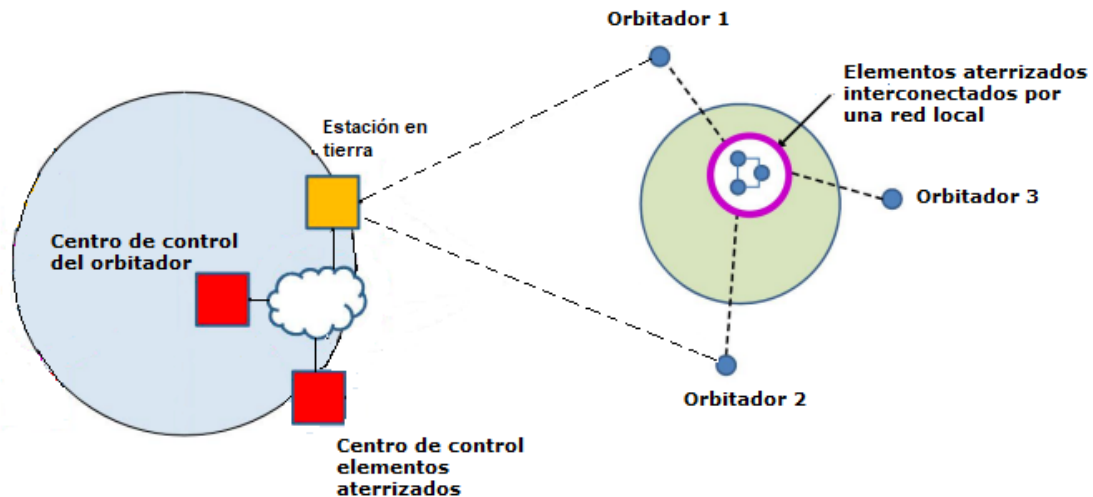 Orbitador 1
Elementos aterrizados
interconectados por
una red local
Estación en
tierra
Orbitador 3
Centro de control
del orbitador
Orbitador 2
Centro de control
elementos
aterrizados